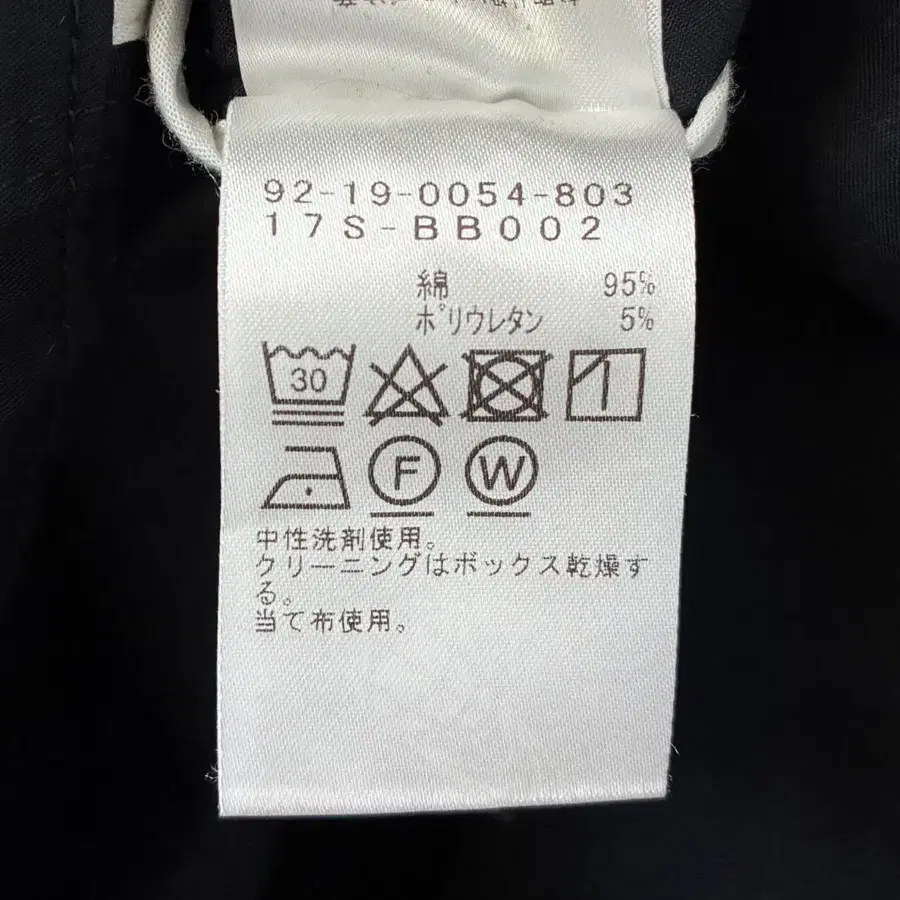 92-19-0054-803
17S-BB002
綿 95%
ポリウレタン 5%
30
F W
中性洗剤使用。
クリーニングはボックス乾燥す
る。
当て布使用。